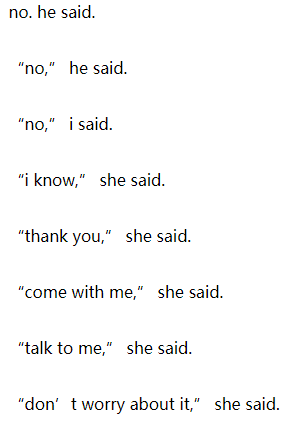 no. he said.
“no,” he said.
“no,” i said.
“i know,” she said.
“thank you,” she said.
“come with me,” she said.
“talk to me,” she said.
“don’t worry about it,” she said.